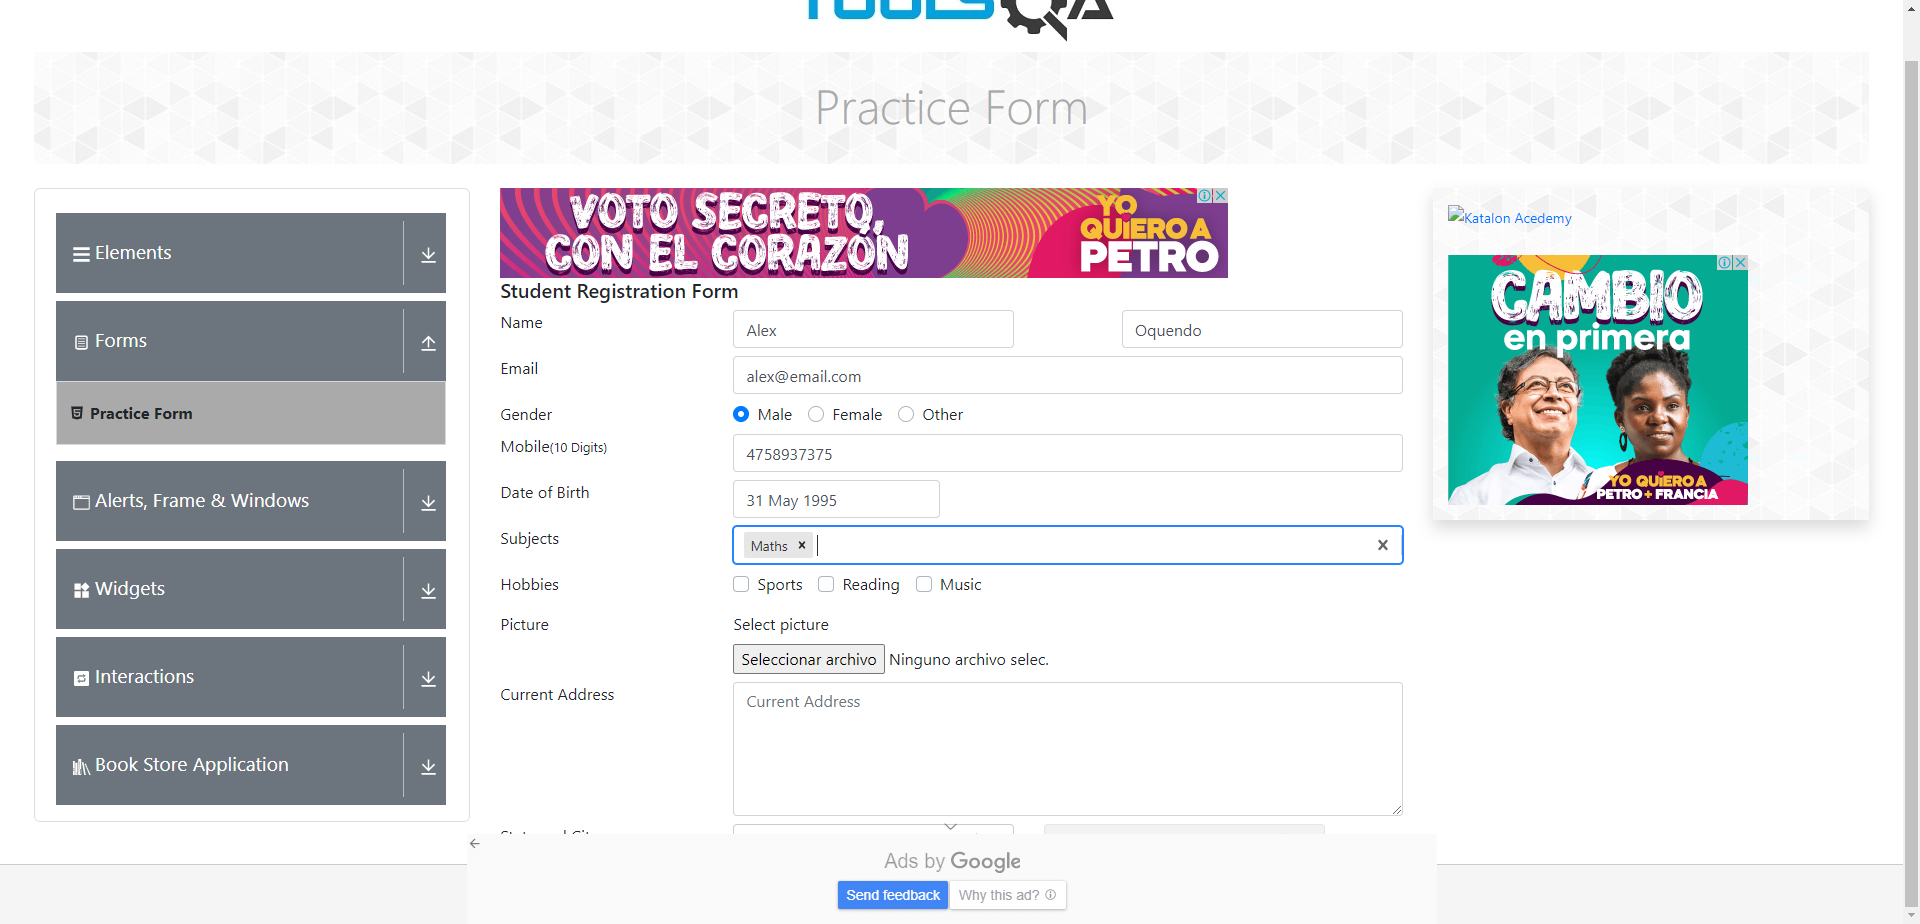 TOOLSQA
Practice Form
Elements
Forms
Practice Form
Alerts, Frame & Windows
Widgets
Interactions
Book Store Application
VOTO SECRETO,
CON EL CORAZÓN
YO
QUIERO A
PETRO
Student Registration Form
Name
Alex
Oquendo
Email
alex@email.com
Gender
Male
Female
Other
Mobile(10 Digits)
4758937375
Date of Birth
31 May 1995
Subjects
Maths
Hobbies
Sports
Reading
Music
Picture
Select picture
Seleccionar archivo Ninguno archivo selec.
Current Address
Current Address
Katalon Acedemy
CAMBIO
en primera
YO QUIERO A
PETRO + FRANCIA
Ads by Google
Send feedback
Why this ad?